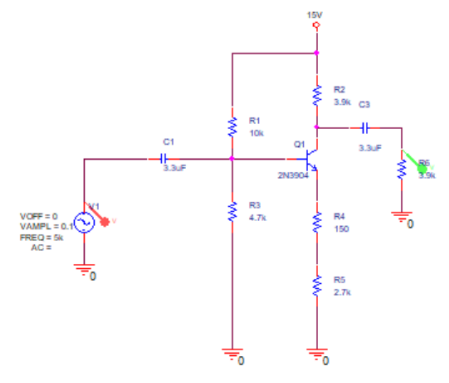 15V
R2
3.9k
C3
3.3uF
R1
10k
Q1
2N3904
C1
3.3uF
R6
3.9k
V1
VOFF = 0
VAMPL = 0.1
FREQ = 5k
AC =
R3
4.7k
R4
150
R5
2.7k
0
0
0
0